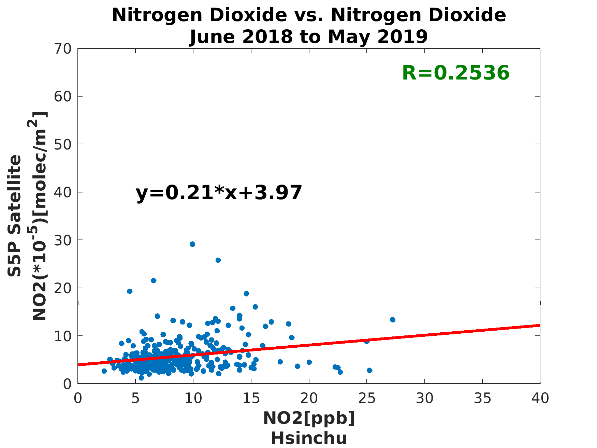 Nitrogen Dioxide vs. Nitrogen Dioxide
June 2018 to May 2019
70
60
50
40
30
20
10
0
R=0.2536
y=0.21*x+3.97
S5P Satellite
NO2(*10⁻⁵)[molec/m²]
0 5 10 15 20 25 30 35 40
NO2[ppb]
Hsinchu